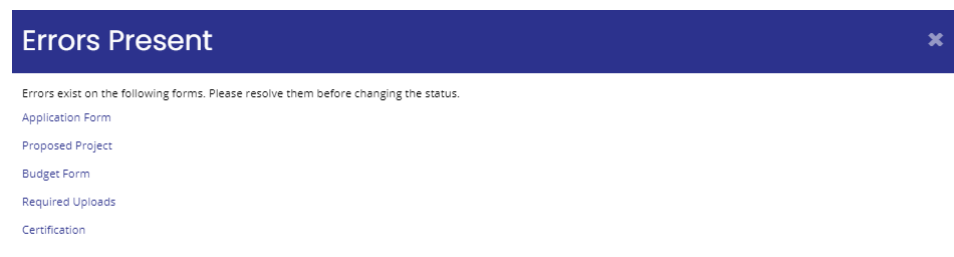 Errors Present
Errors exist on the following forms. Please resolve them before changing the status.
Application Form
Proposed Project
Budget Form
Required Uploads
Certification